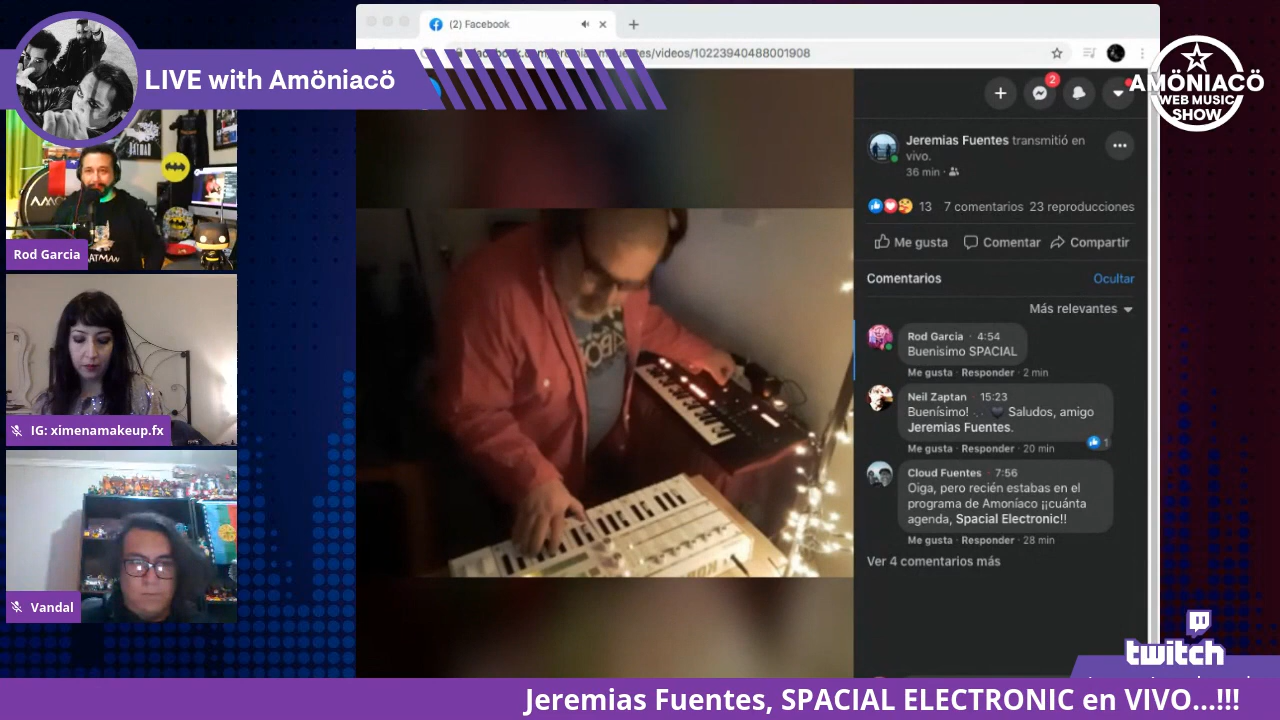 (2) Facebook
LIVE with Amöniacö
videos/10223940488001908
AMÖNIACÖ
WEB MUSIC
SHOW
2
Jeremias Fuentes transmitió en
vivo.
36 min
13 7 comentarios 23 reproducciones
Me gusta Comentar Compartir
Comentarios Ocultar
Más relevantes
Rod Garcia · 4:54
Buenisimo SPACIAL
Me gusta · Responder · 2 min
Neil Zaptan · 15:23
Buenísimo! Saludos, amigo
Jeremias Fuentes.
1
Me gusta · Responder · 20 min
Cloud Fuentes · 7:56
Oiga, pero recién estabas en el
programa de Amoníaco ¡¡cuánta
agenda, Spacial Electronic!!
Me gusta · Responder · 28 min
Ver 4 comentarios más
BATMAN
Rod Garcia
IG: ximenamakeup.fx
Vandal
KORG
twitch
Jeremias Fuentes, SPACIAL ELECTRONIC en VIVO...!!!